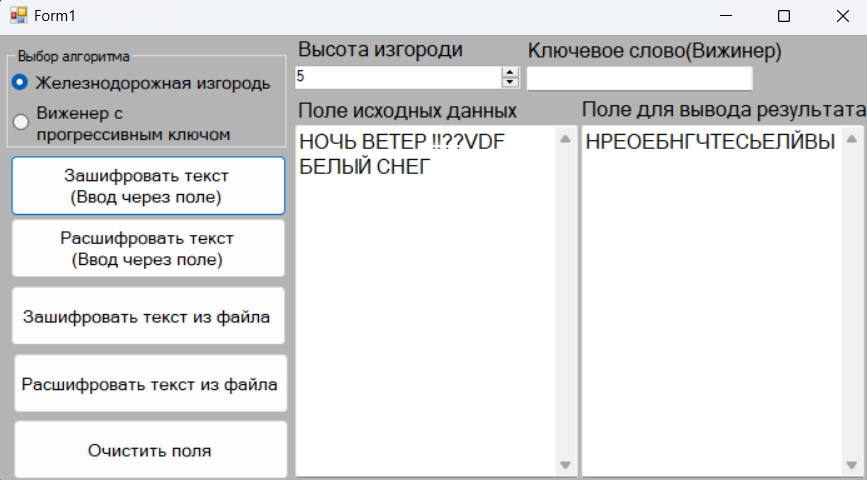 Form1
Выбор алгоритма
Железнодорожная изгородь
Виженер с
прогрессивным ключом
Зашифровать текст
(Ввод через поле)
Расшифровать текст
(Ввод через поле)
Зашифровать текст из файла
Расшифровать текст из файла
Очистить поля
Высота изгороди
5
Ключевое слово(Вижинер)
Поле исходных данных
НОЧЬ ВЕТЕР !!??VDF
БЕЛЫЙ СНЕГ
Поле для вывода результата
НРЕОЕБНГЧТЕСЬЕЛЙВЫ